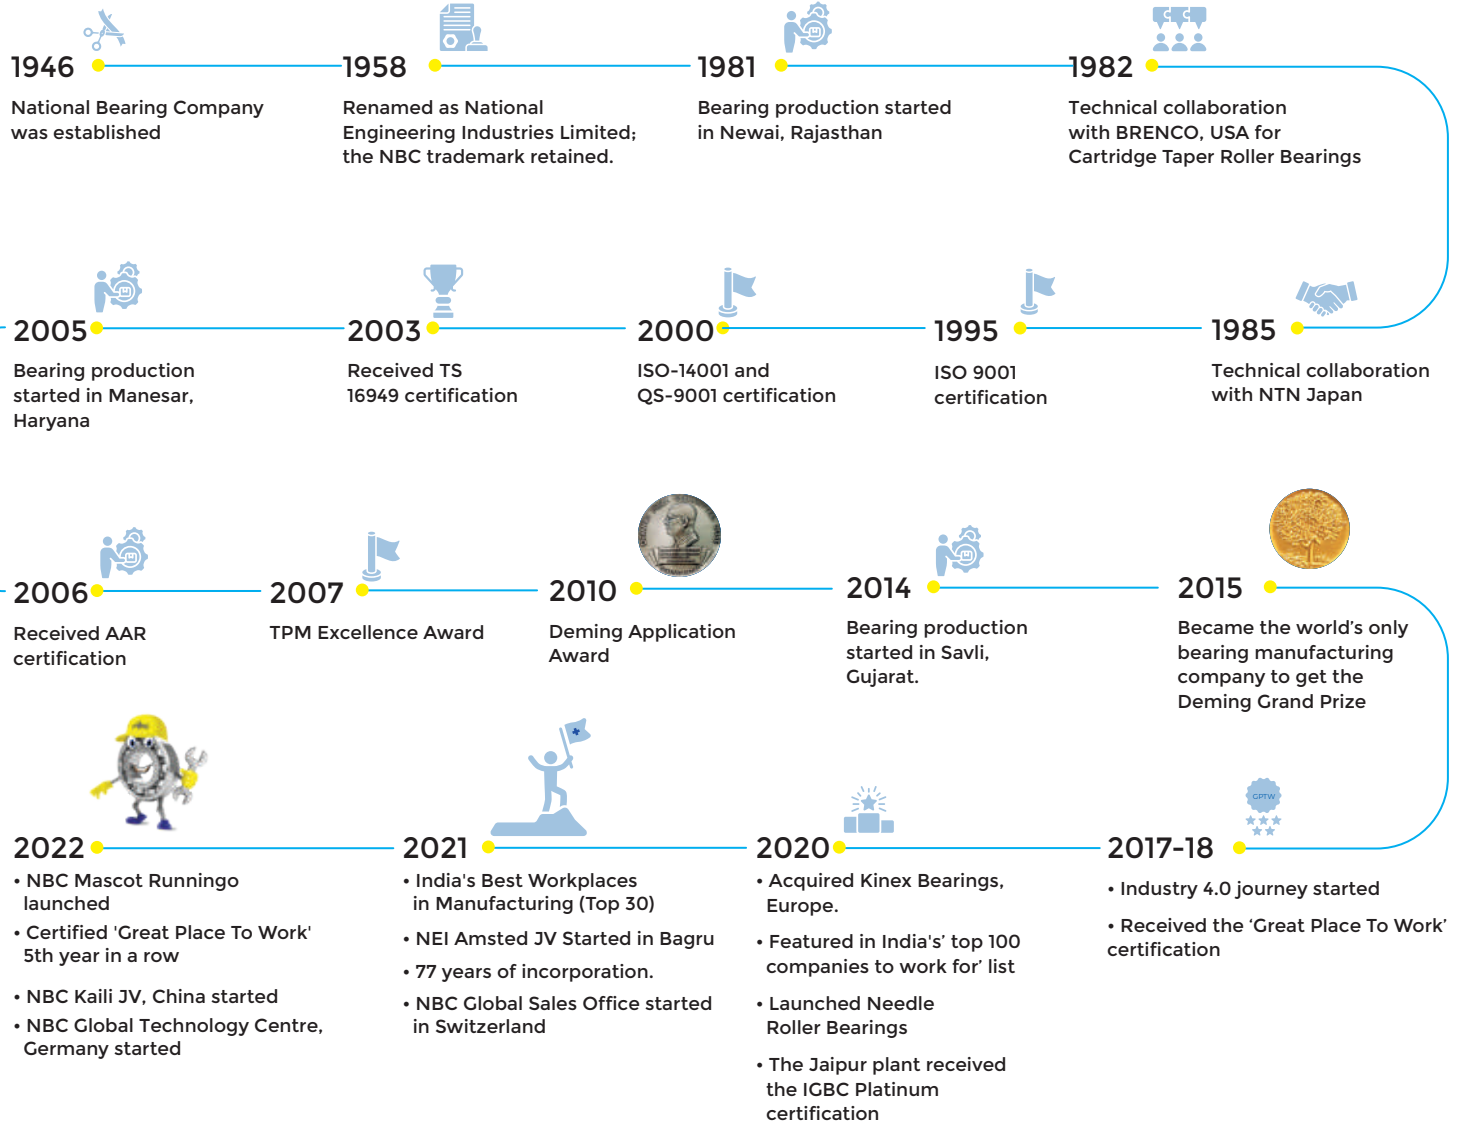 1946
National Bearing Company
was established
1958
Renamed as National
Engineering Industries Limited;
the NBC trademark retained.
1981
Bearing production started
in Newai, Rajasthan
1982
Technical collaboration
with BRENCO, USA for
Cartridge Taper Roller Bearings
1985
Technical collaboration
with NTN Japan
1995
ISO 9001
certification
2000
ISO-14001 and
QS-9001 certification
2003
Received TS
16949 certification
2005
Bearing production
started in Manesar,
Haryana
2006
Received AAR
certification
2007
TPM Excellence Award
2010
Deming Application
Award
2014
Bearing production
started in Savli,
Gujarat.
2015
Became the world’s only
bearing manufacturing
company to get the
Deming Grand Prize
GPTW
2017-18
• Industry 4.0 journey started
• Received the ‘Great Place To Work’
certification
2020
• Acquired Kinex Bearings,
Europe.
• Featured in India's’ top 100
companies to work for’ list
• Launched Needle
Roller Bearings
• The Jaipur plant received
the IGBC Platinum
certification
2021
• India's Best Workplaces
in Manufacturing (Top 30)
• NEI Amsted JV Started in Bagru
• 77 years of incorporation.
• NBC Global Sales Office started
in Switzerland
2022
• NBC Mascot Runningo
launched
• Certified 'Great Place To Work'
5th year in a row
• NBC Kaili JV, China started
• NBC Global Technology Centre,
Germany started